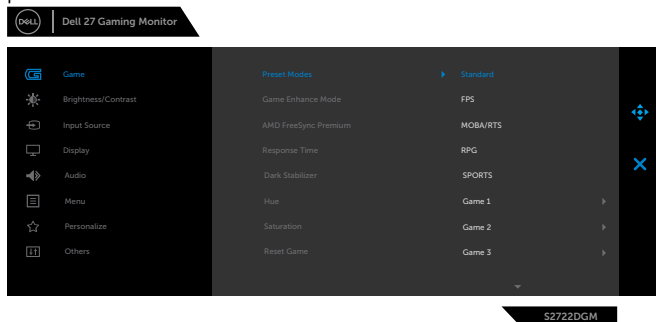 DELL
Dell 27 Gaming Monitor
Game
Preset Modes
Standard
Brightness/Contrast
Game Enhance Mode
FPS
Input Source
AMD FreeSync Premium
MOBA/RTS
Display
Response Time
RPG
Audio
Dark Stabilizer
SPORTS
Menu
Hue
Game 1
Personalize
Saturation
Game 2
Others
Reset Game
Game 3
S2722DGM